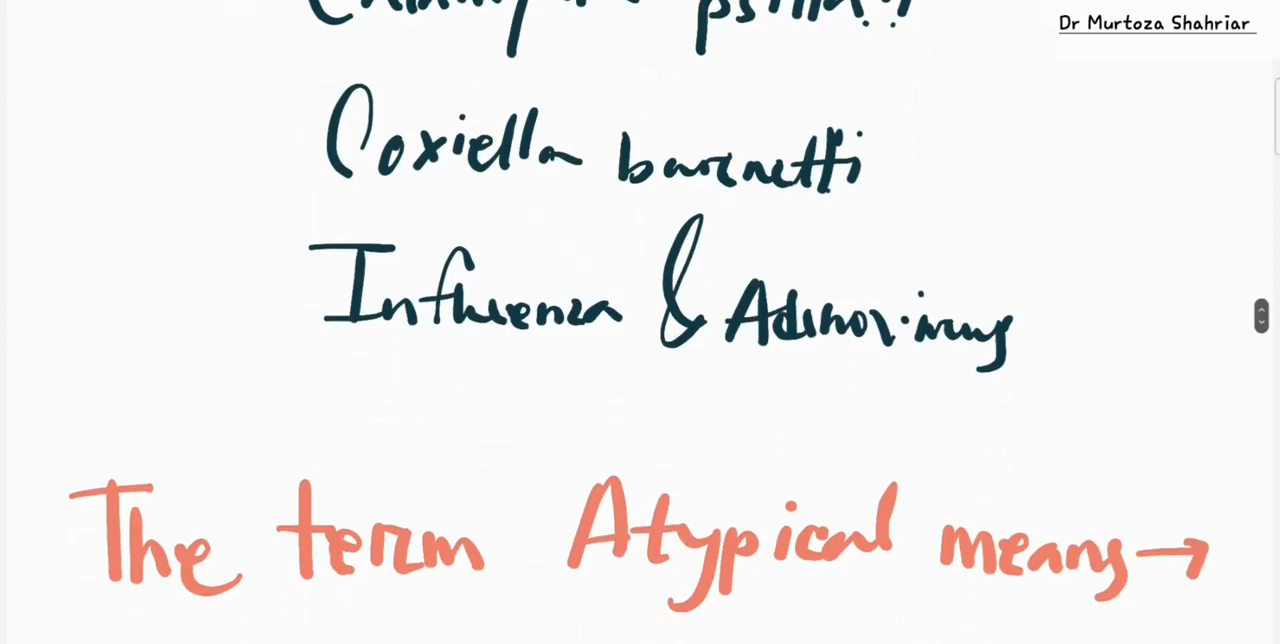 Dr Murtoza Shahriar
Coxiella burnetti
Influenza & Adenovirus
The term Atypical means→